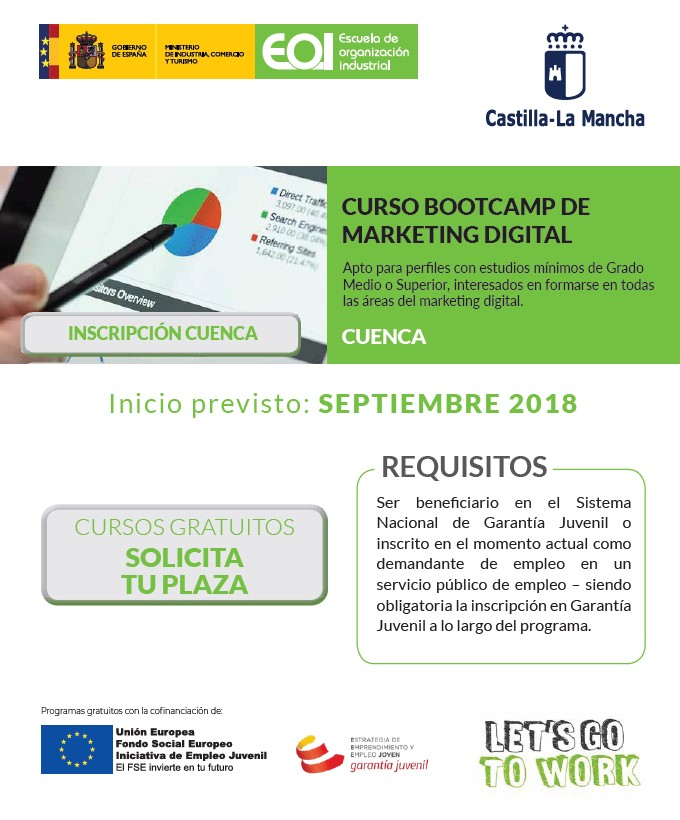 GOBIERNO
DE ESPAÑA
MINISTERIO
DE INDUSTRIA, COMERCIO
Y TURISMO
EOI
Escuela de
organización
industrial
Castilla-La Mancha
Direct Traffic
3,097.00 (40.4
Search Engines
2,910.00 (38.04%)
Referring Sites
1,642.00 (21.47%)
sitors Overview
INSCRIPCIÓN CUENCA
CURSO BOOTCAMP DE
MARKETING DIGITAL
Apto para perfiles con estudios mínimos de Grado
Medio o Superior, interesados en formarse en todas
las áreas del marketing digital.
CUENCA
Inicio previsto: SEPTIEMBRE 2018
CURSOS GRATUITOS
SOLICITA
TU PLAZA
REQUISITOS
Ser beneficiario en el Sistema
Nacional de Garantía Juvenil o
inscrito en el momento actual como
demandante de empleo en un
servicio público de empleo – siendo
obligatoria la inscripción en Garantía
Juvenil a lo largo del programa.
Programas gratuitos con la cofinanciación de:
Unión Europea
Fondo Social Europeo
Iniciativa de Empleo Juvenil
El FSE invierte en tu futuro
ESTRATEGIA DE
EMPRENDIMIENTO Y
EMPLEO JOVEN
garantía juvenil
LET'S GO
TO WORK